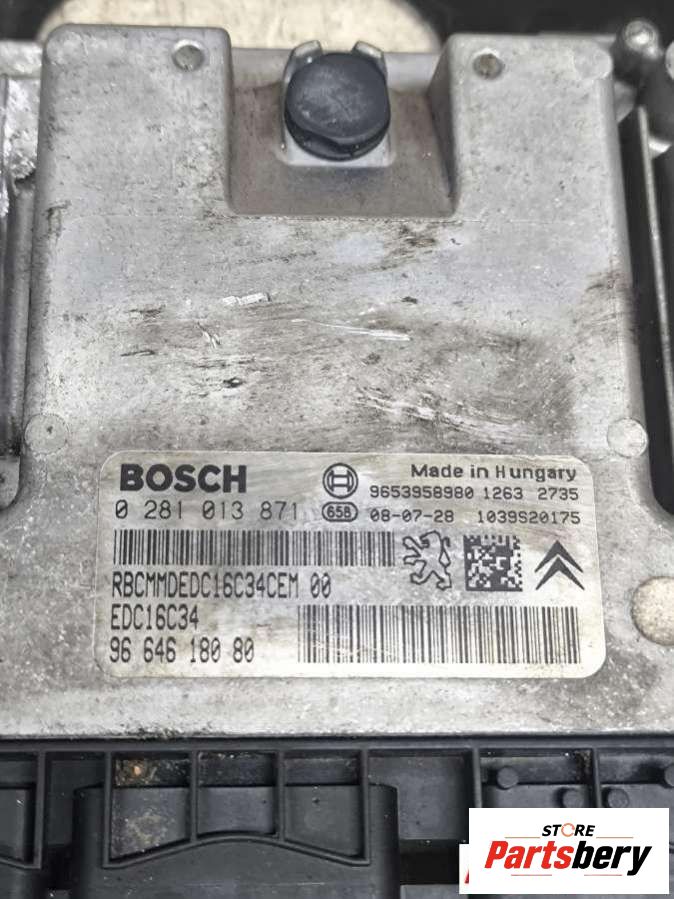 BOSCH
Made in Hungary
9653958980 1263 2735
0 281 013 871
658
08-07-28 1039S20175
RBCMMDEDC16C34CEM 00
EDC16C34
96 646 180 80
STORE
Partsbery